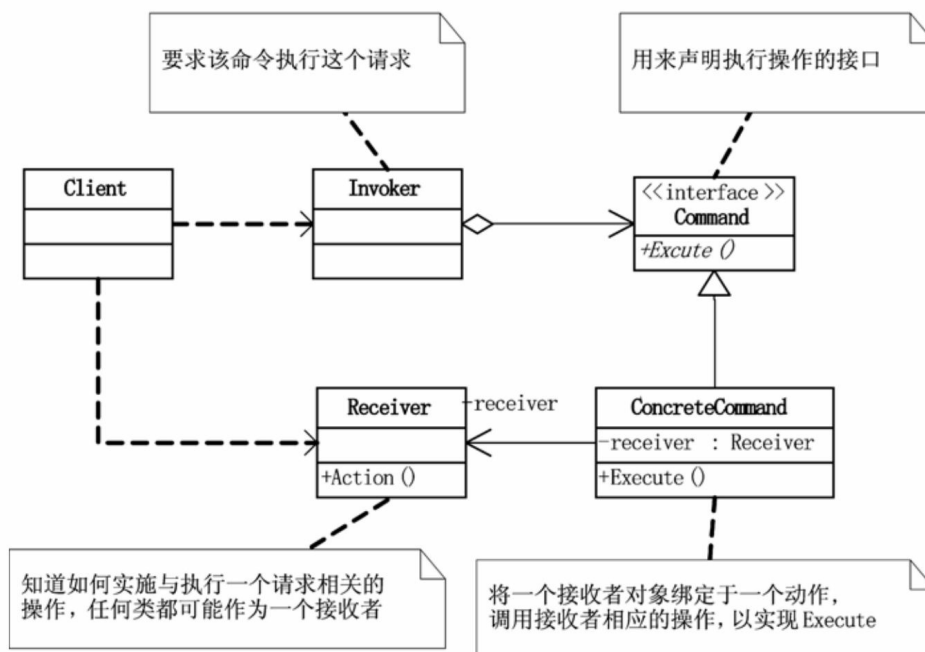 要求该命令执行这个请求
用来声明执行操作的接口
Client
Invoker
<<interface>>
Command
+Excute()
Receiver
-receiver
+Action()
ConcreteCommand
-receiver : Receiver
+Execute()
知道如何实施与执行一个请求相关的
操作，任何类都可能作为一个接收者
将一个接收者对象绑定于一个动作，
调用接收者相应的操作，以实现Execute